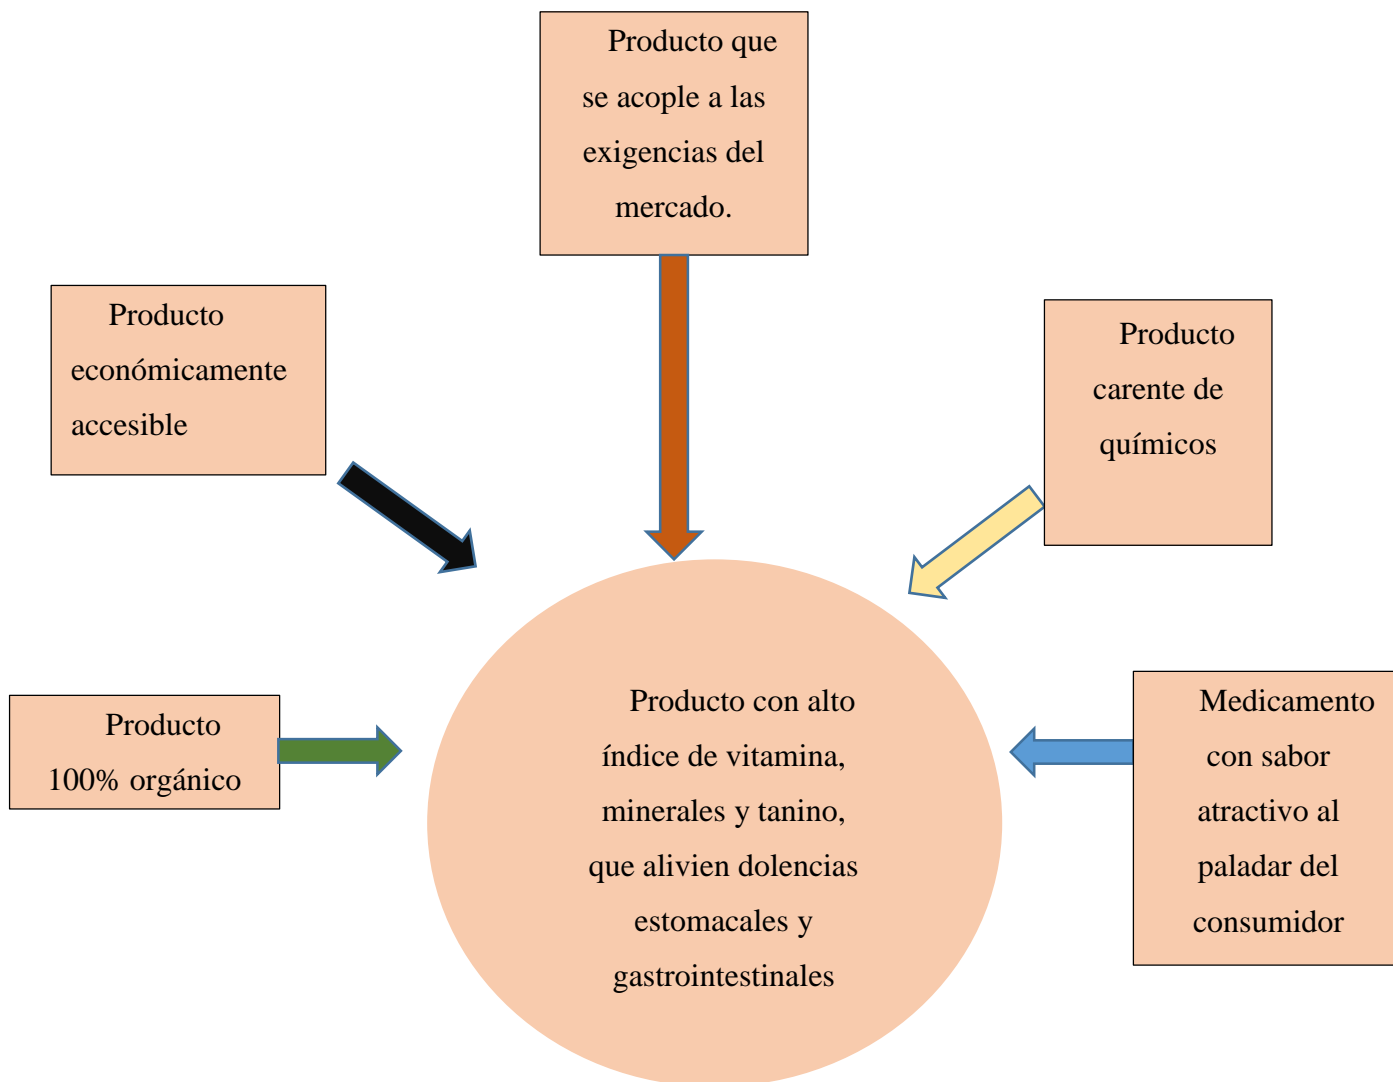 Producto que
se acople a las
exigencias del
mercado.
Producto
económicamente
accesible
Producto
carente de
químicos
Producto
100% orgánico
Producto con alto
índice de vitamina,
minerales y tanino,
que alivien dolencias
estomacales y
gastrointestinales
Medicamento
con sabor
atractivo al
paladar del
consumidor